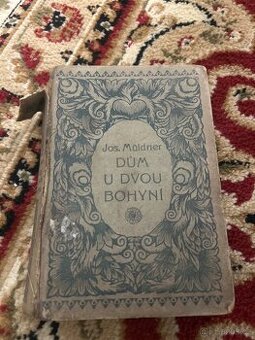 Jos. Müldner
DŮM
U DVOU
BOHYNÍ